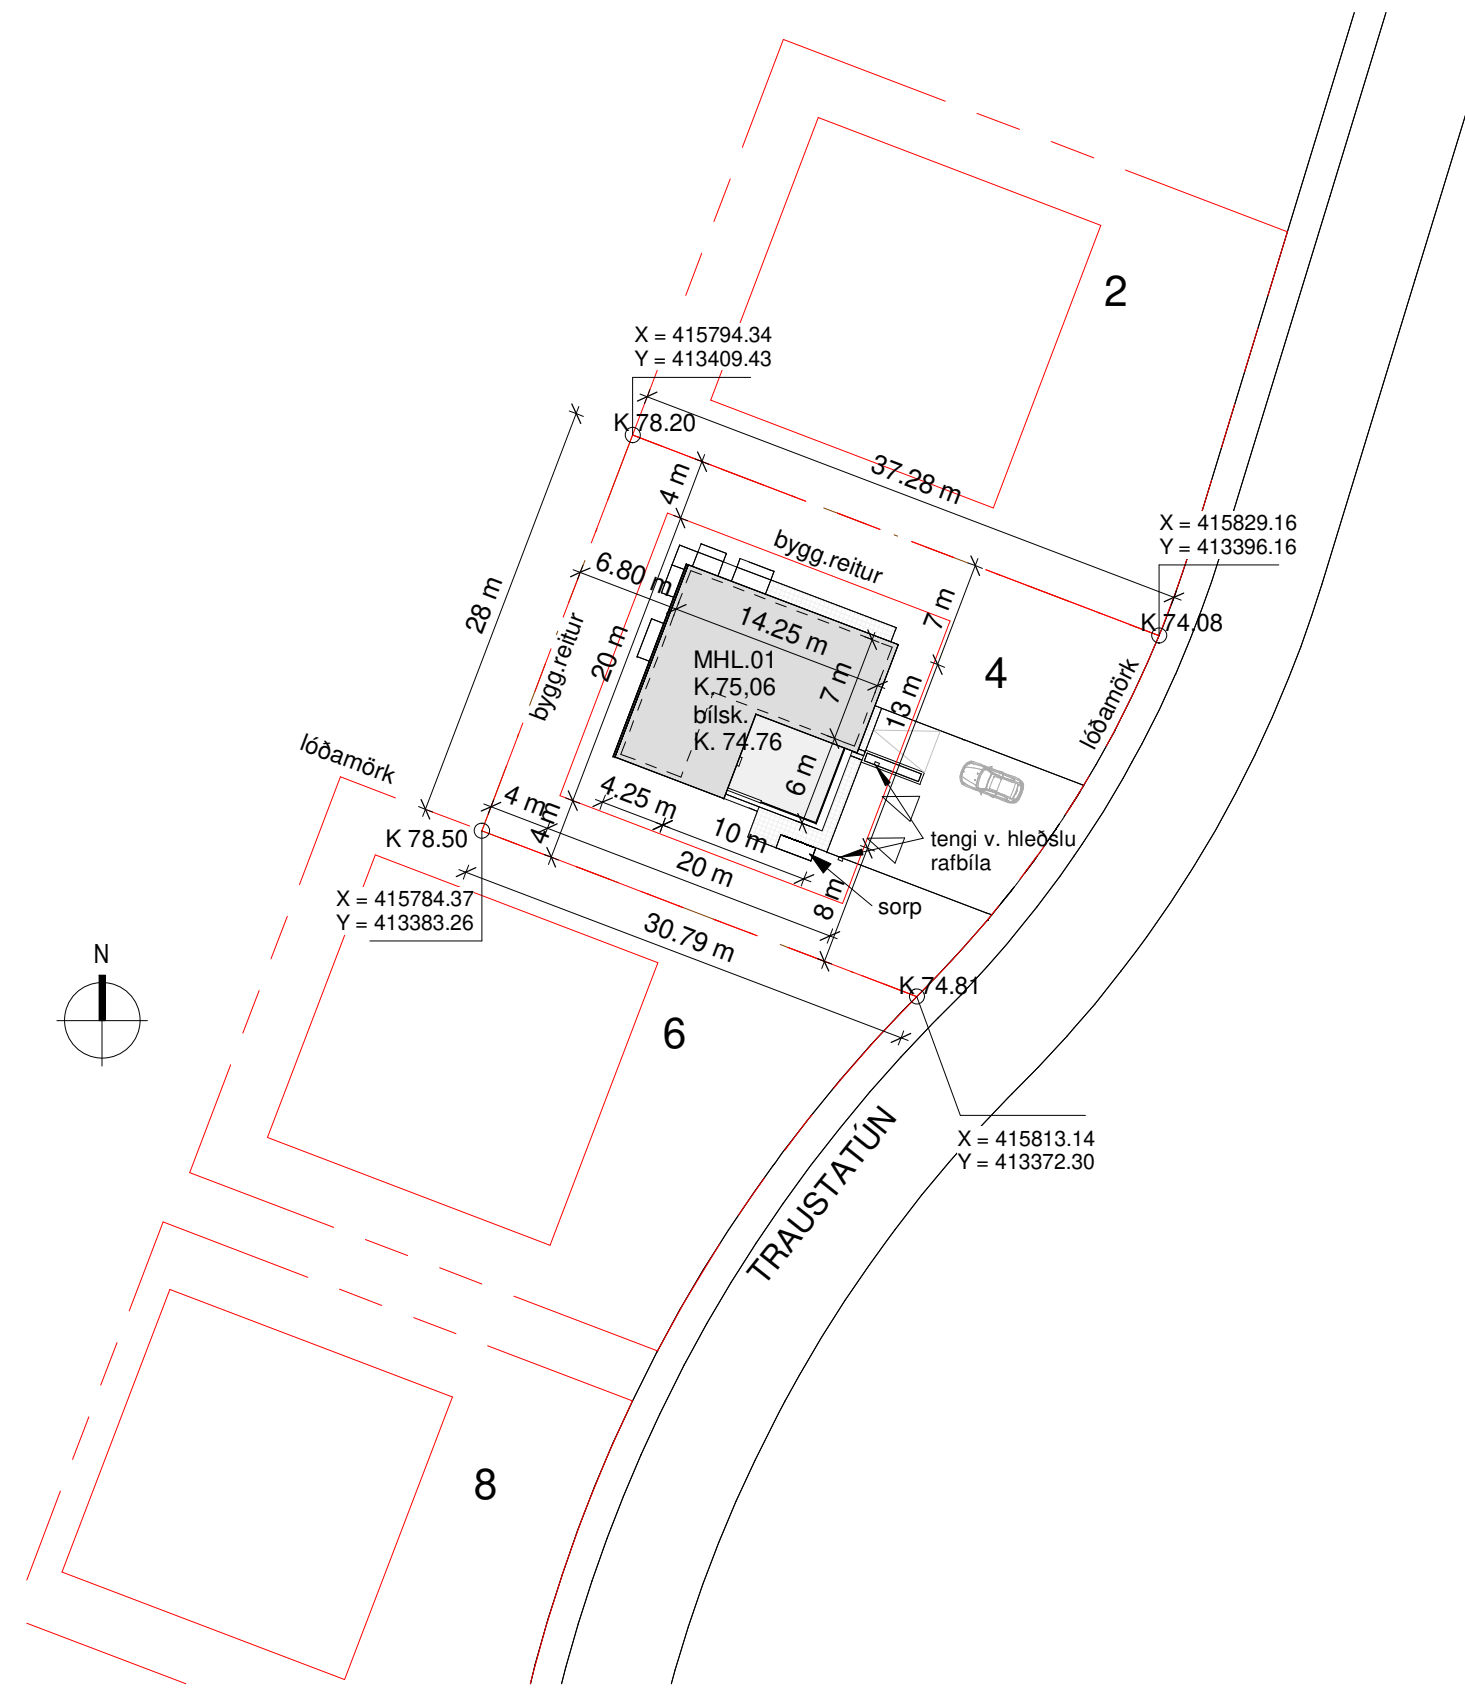 2
X = 415794.34
Y = 413409.43
K 78.20
37.28 m
4 m
X = 415829.16
Y = 413396.16
bygg.reitur
6.80 m
28 m
7 m
14.25 m
K 74.08
bygg.reitur
20 m
MHL.01
K.75,06
bílsk.
K. 74.76
7 m
13 m
4
lóðamörk
lóðamörk
6 m
4 m
4.25 m
4 m
10 m
K 78.50
20 m
tengi v. hleðslu
rafbíla
8 m
sorp
X = 415784.37
Y = 413383.26
30.79 m
N
K 74.81
6
TRAUSTATÚN
X = 415813.14
Y = 413372.30
8